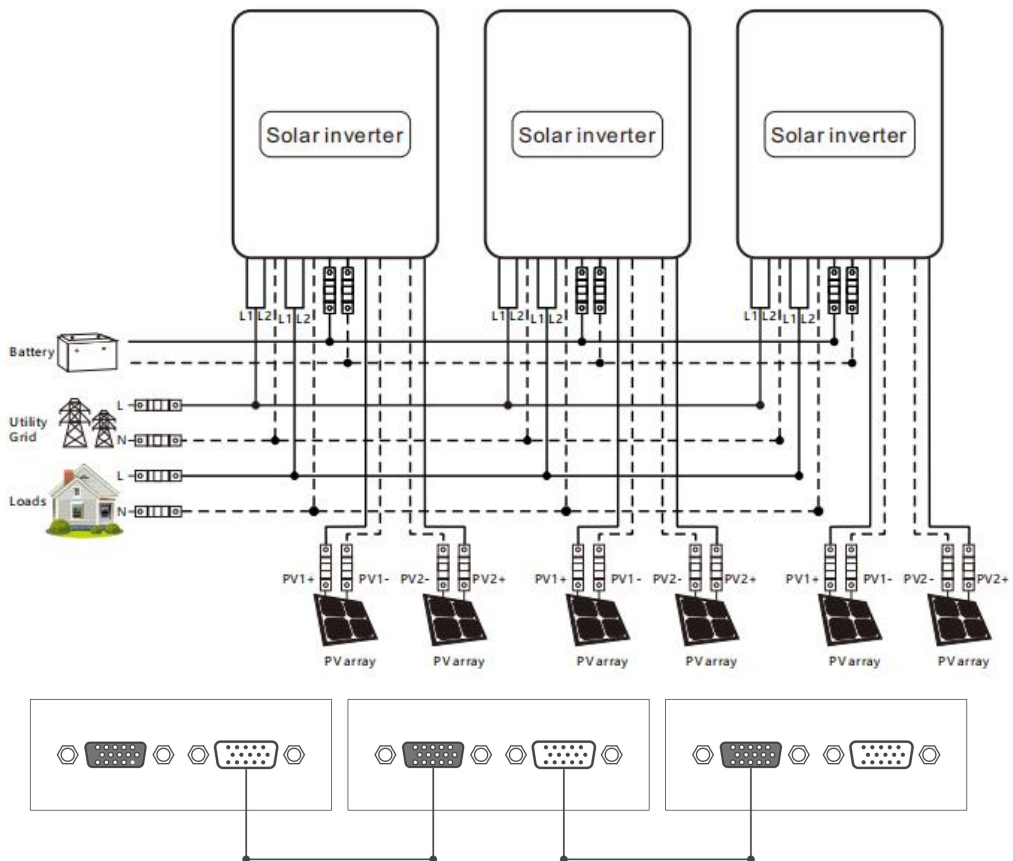 Solar inverter Solar inverter Solar inverter
L1 L2 L1 L2 L1 L2 L1 L2 L1 L2 L1 L2
Battery
L
Utility
Grid
N
L
Loads
N
PV1+ PV1- PV2- PV2+ PV1+ PV1- PV2- PV2+ PV1+ PV1- PV2- PV2+
PV array PV array PV array PV array PV array PV array